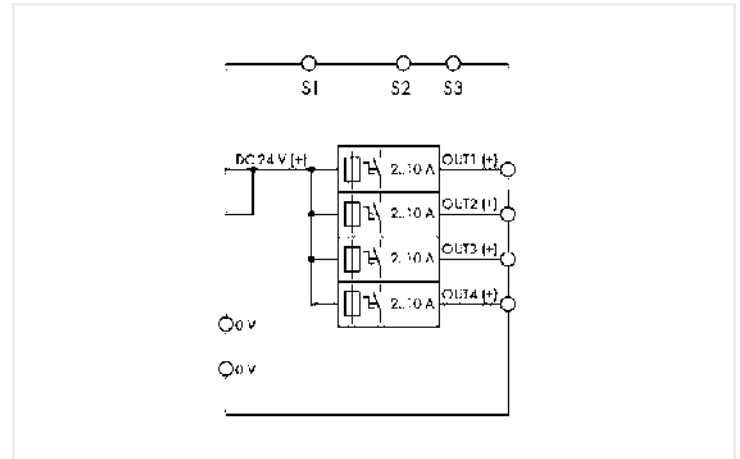 S1 S2 S3
DC 24 V (+)
2..10 A OUT1 (+)
2..10 A OUT2 (+)
2..10 A OUT3 (+)
2..10 A OUT4 (+)
0 V
0 V